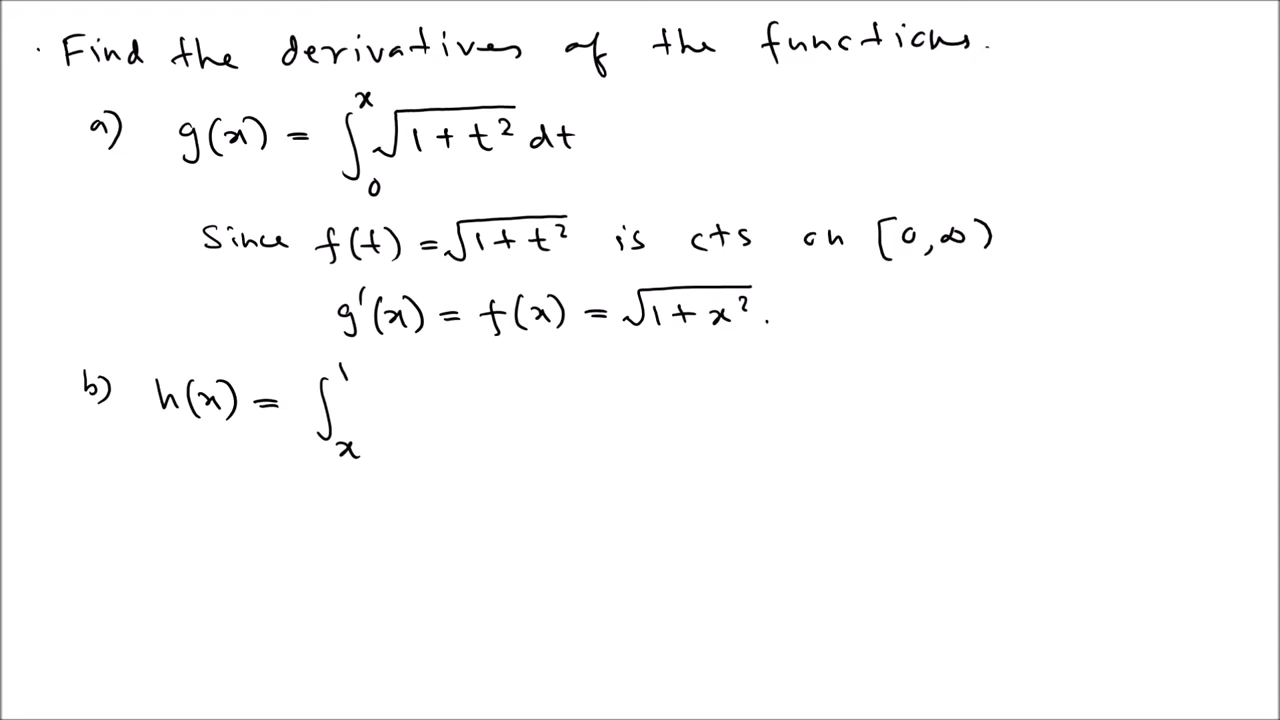 · Find the derivatives of the functions.
a) g(x) = ∫₀ˣ √(1 + t²) dt
Since f(t) = √(1 + t²) is cts on [0, ∞)
g'(x) = f(x) = √(1 + x²).
b) h(x) = ∫ₓ¹